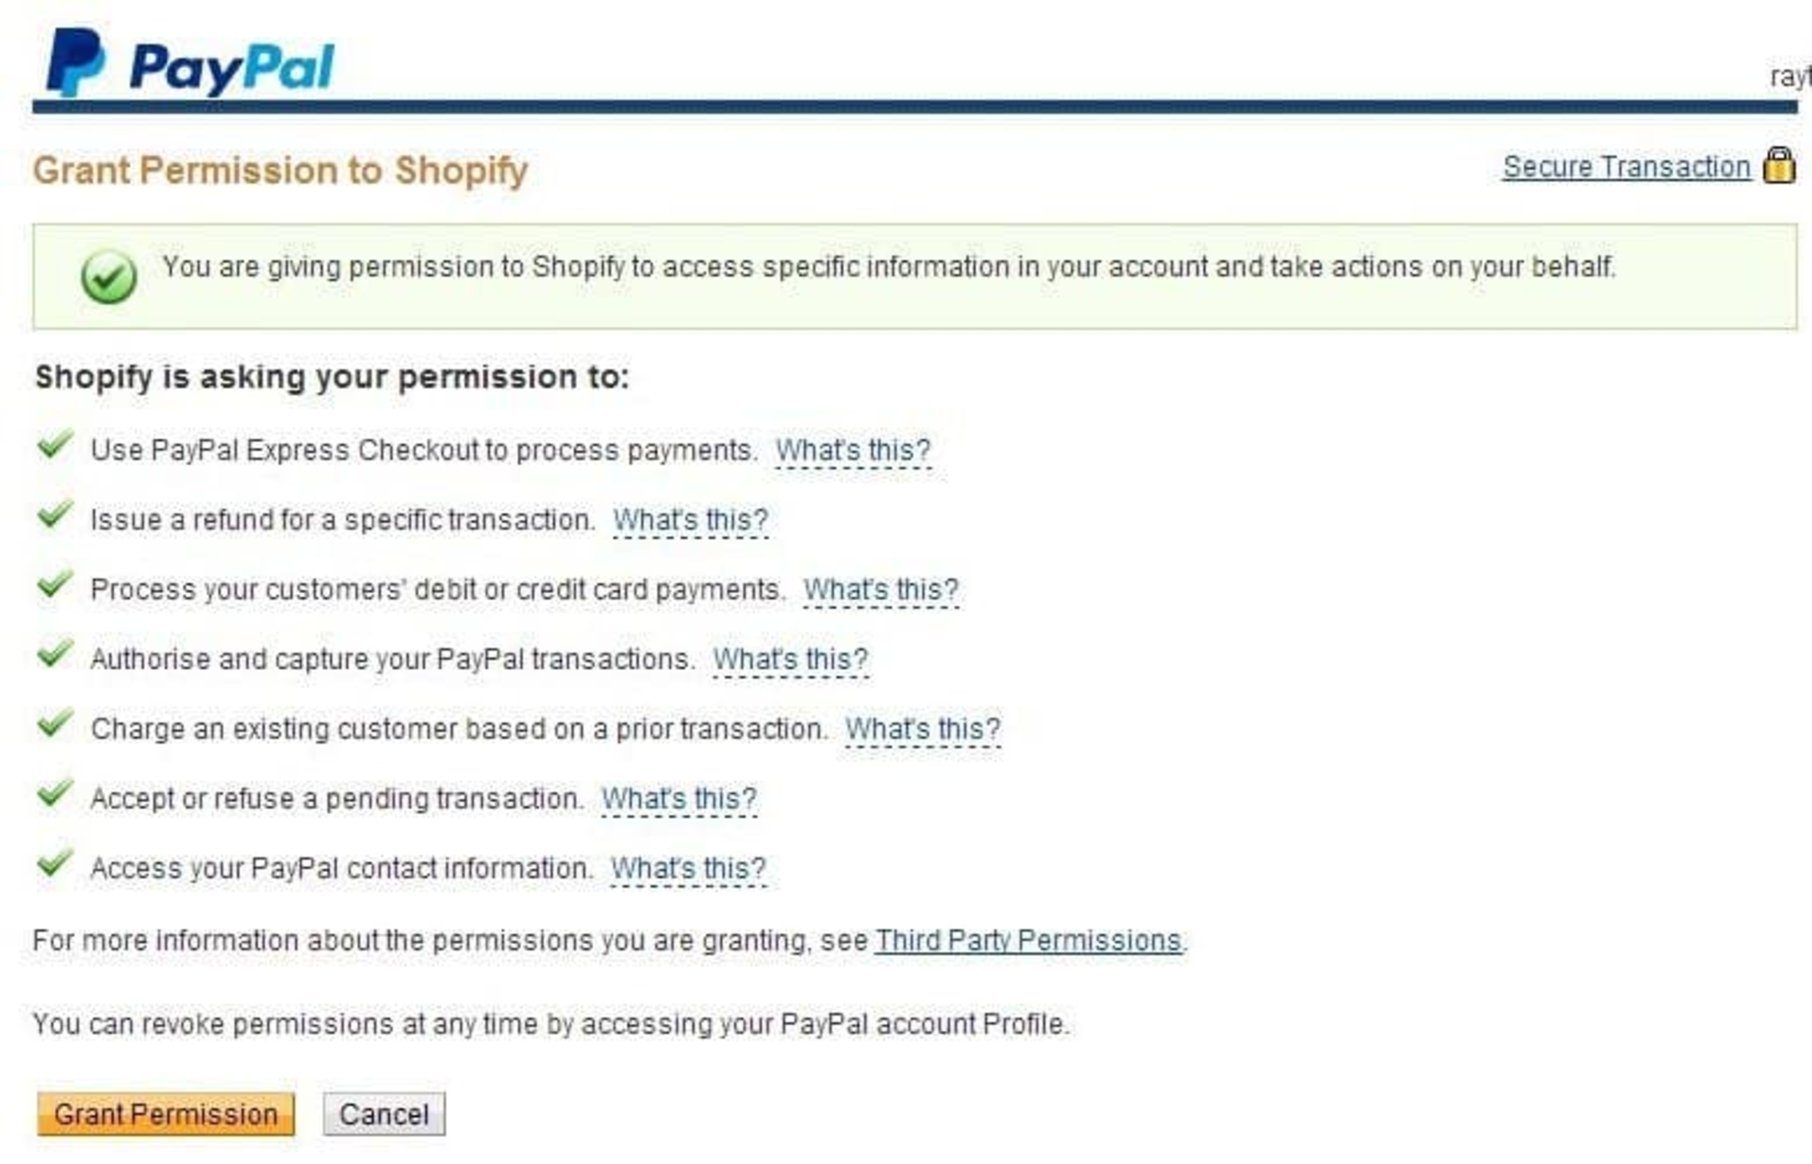 PayPal
Grant Permission to Shopify
Secure Transaction
You are giving permission to Shopify to access specific information in your account and take actions on your behalf.
Shopify is asking your permission to:
Use PayPal Express Checkout to process payments. What's this?
Issue a refund for a specific transaction. What's this?
Process your customers' debit or credit card payments. What's this?
Authorise and capture your PayPal transactions. What's this?
Charge an existing customer based on a prior transaction. What's this?
Accept or refuse a pending transaction. What's this?
Access your PayPal contact information. What's this?
For more information about the permissions you are granting, see Third Party Permissions.
You can revoke permissions at any time by accessing your PayPal account Profile.
Grant Permission Cancel